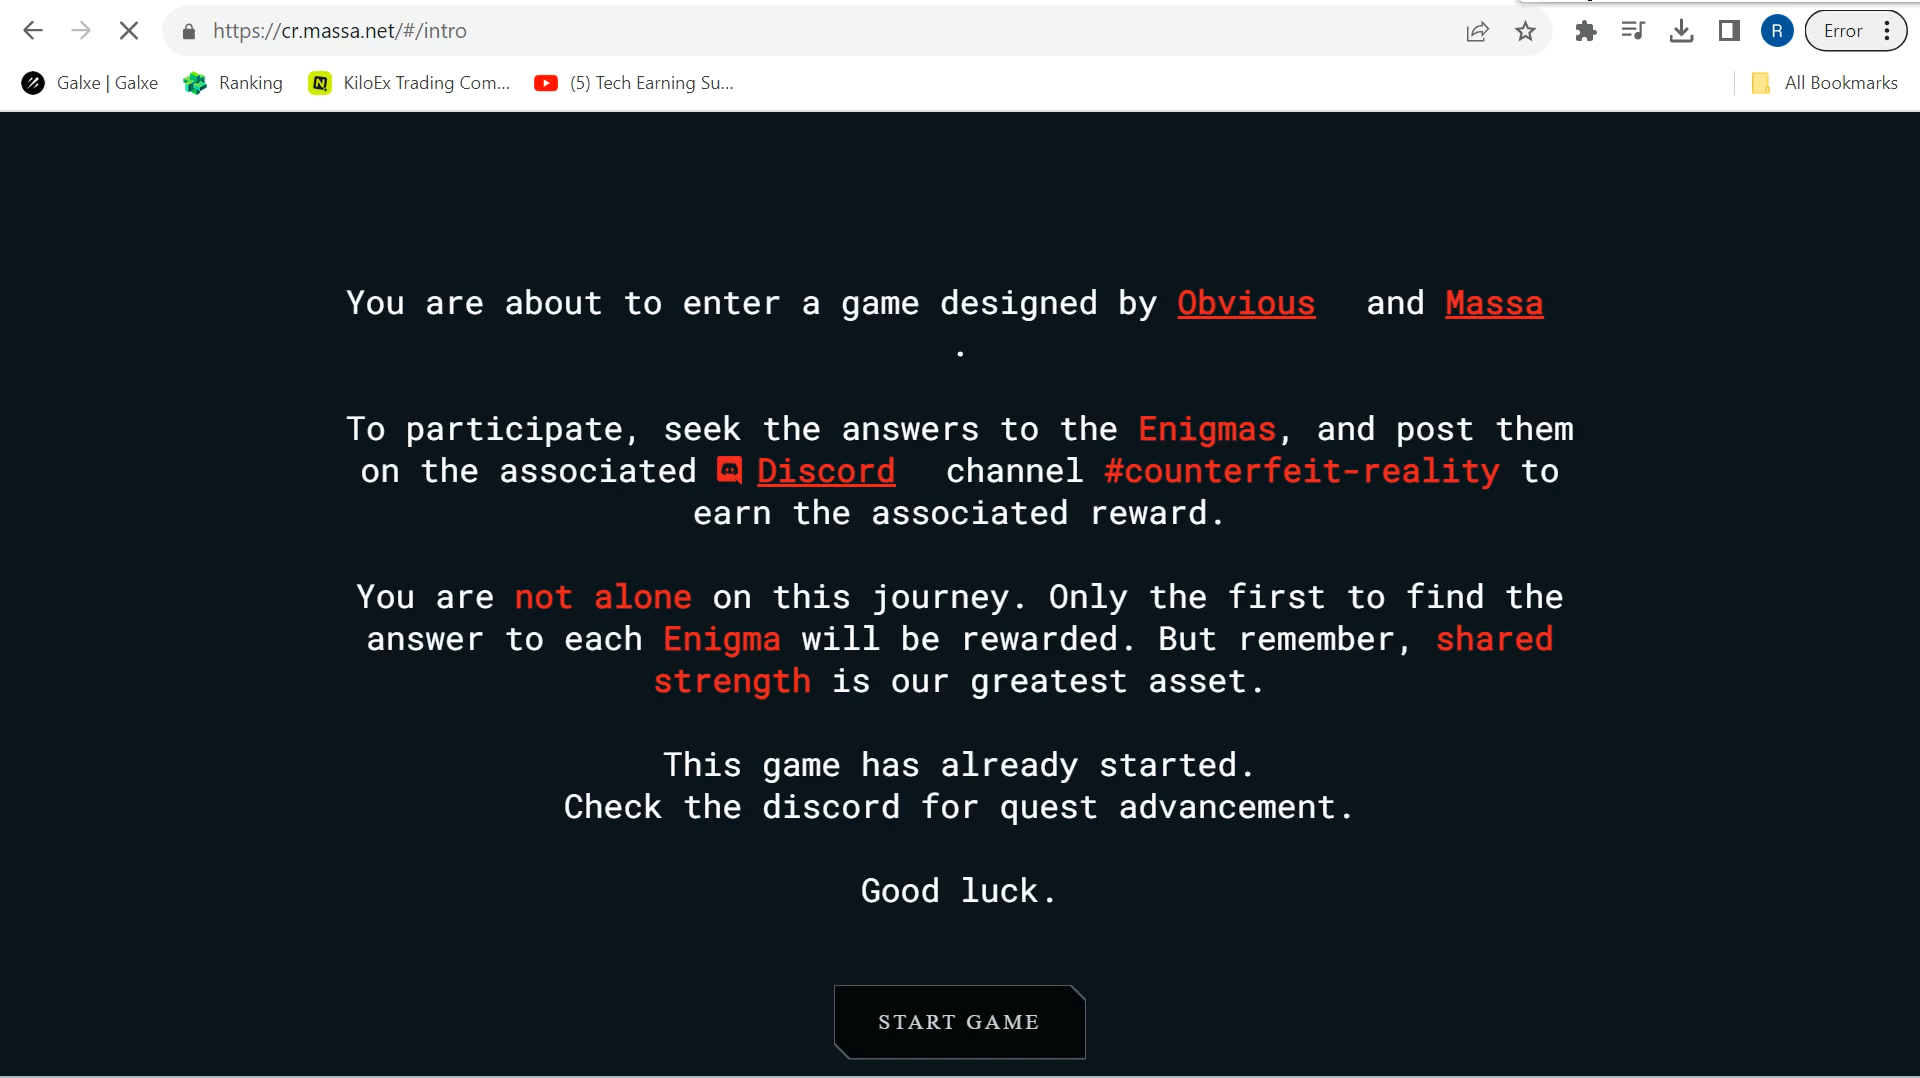 https://cr.massa.net/#/intro
R
Error
Galxe | Galxe
Ranking
KiloEx Trading Com...
(5) Tech Earning Su...
All Bookmarks
You are about to enter a game designed by Obvious and Massa
.
To participate, seek the answers to the Enigmas, and post them
on the associated Discord channel #counterfeit-reality to
earn the associated reward.
You are not alone on this journey. Only the first to find the
answer to each Enigma will be rewarded. But remember, shared
strength is our greatest asset.
This game has already started.
Check the discord for quest advancement.
Good luck.
START GAME